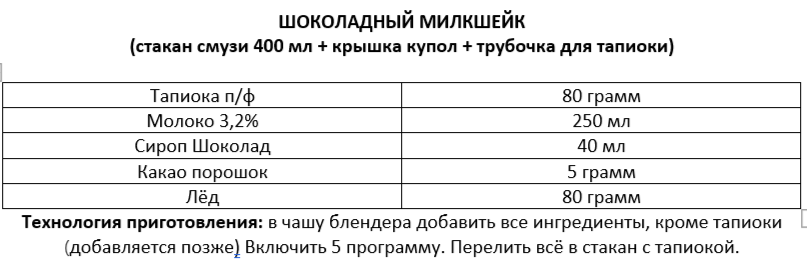 ШОКОЛАДНЫЙ МИЛКШЕЙК
(стакан смузи 400 мл + крышка купол + трубочка для тапиоки)
Тапиока п/ф 80 грамм
Молоко 3,2% 250 мл
Сироп Шоколад 40 мл
Какао порошок 5 грамм
Лёд 80 грамм
Технология приготовления: в чашу блендера добавить все ингредиенты, кроме тапиоки
(добавляется позже) Включить 5 программу. Перелить всё в стакан с тапиокой.